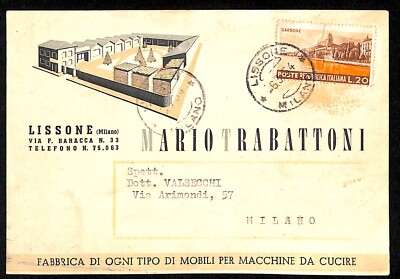 GARDONE
POSTE REPUBBLICA ITALIANA L.20
LISSONE
MILANO
MILANO
LISSONE (Milano)
VIA F. BARACCA N. 33
TELEFONO N. 75.063
MARIO TRABATTONI
Spett.
Dott. VALSECCHI
Via Arimondi, 57
MILANO
FABBRICA DI OGNI TIPO DI MOBILI PER MACCHINE DA CUCIRE